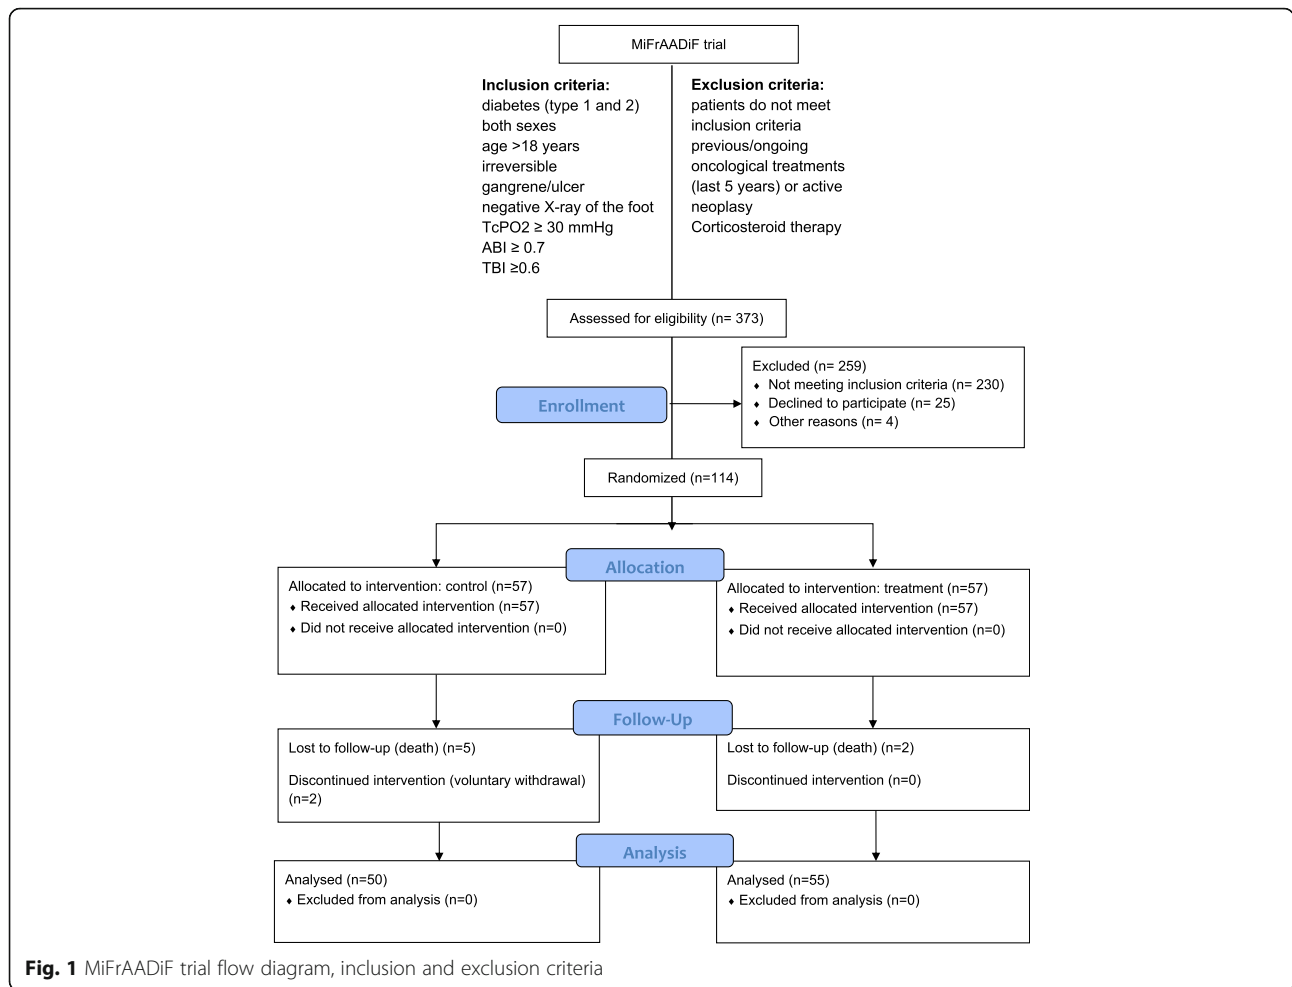 MiFrAADiF trial
Inclusion criteria:
diabetes (type 1 and 2)
both sexes
age >18 years
irreversible
gangrene/ulcer
negative X-ray of the foot
TcPO2 ≥ 30 mmHg
ABI ≥ 0.7
TBI ≥0.6
Exclusion criteria:
patients do not meet
inclusion criteria
previous/ongoing
oncological treatments
(last 5 years) or active
neoplasy
Corticosteroid therapy
Assessed for eligibility (n= 373)
Enrollment
Excluded (n= 259)
♦ Not meeting inclusion criteria (n= 230)
♦ Declined to participate (n= 25)
♦ Other reasons (n= 4)
Randomized (n=114)
Allocation
Allocated to intervention: control (n=57)
♦ Received allocated intervention (n=57)
♦ Did not receive allocated intervention (n=0)
Allocated to intervention: treatment (n=57)
♦ Received allocated intervention (n=57)
♦ Did not receive allocated intervention (n=0)
Follow-Up
Lost to follow-up (death) (n=5)
Discontinued intervention (voluntary withdrawal)
(n=2)
Lost to follow-up (death) (n=2)
Discontinued intervention (n=0)
Analysis
Analysed (n=50)
♦ Excluded from analysis (n=0)
Analysed (n=55)
♦ Excluded from analysis (n=0)
Fig. 1 MiFrAADiF trial flow diagram, inclusion and exclusion criteria